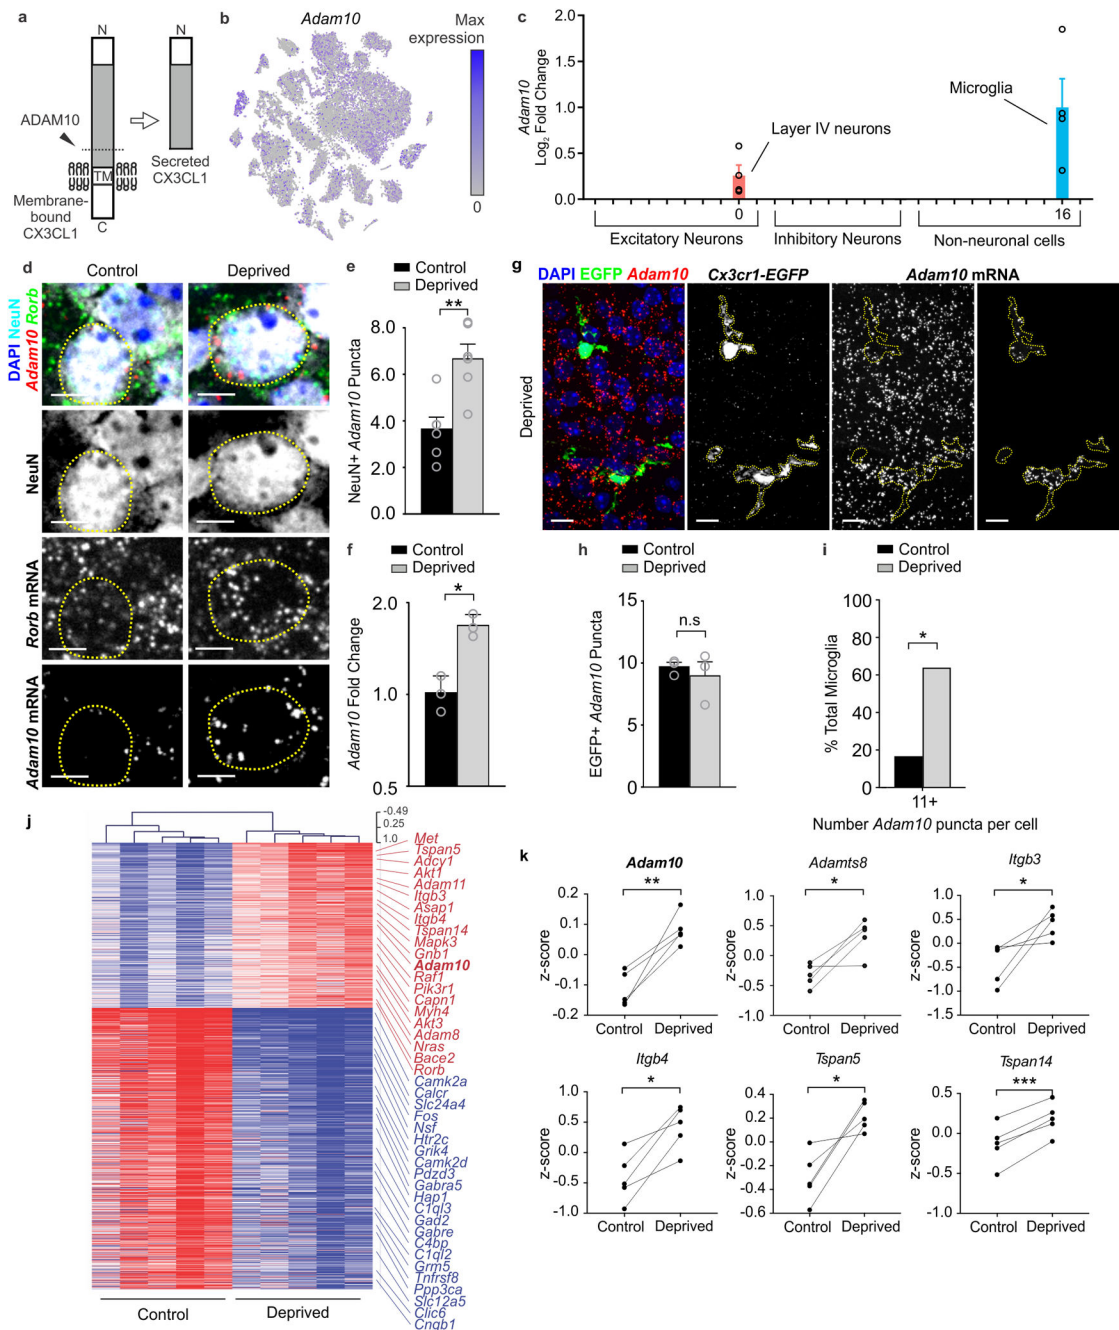 a
N
N
ADAM10
TM
Membrane-
bound
CX3CL1
C
Secreted
CX3CL1
b
Adam10
Max
expression
0
c
Adam10
Log2 Fold Change
2.0
1.5
1.0
0.5
0.0
Layer IV neurons
Microglia
0
16
Excitatory Neurons
Inhibitory Neurons
Non-neuronal cells
d
Control
Deprived
DAPI NeuN
Adam10 Rorb
NeuN
Rorb mRNA
Adam10 mRNA
e
Control
Deprived
**
NeuN+ Adam10 Puncta
8.0
6.0
4.0
2.0
0.0
f
Control
Deprived
*
Adam10 Fold Change
2.0
1.0
0.5
g
DAPI EGFP Adam10
Cx3cr1-EGFP
Adam10 mRNA
Deprived
h
Control
Deprived
n.s
EGFP+ Adam10 Puncta
15
10
5
0
i
Control
Deprived
*
% Total Microglia
100
80
60
40
20
0
11+
Number Adam10 puncta per cell
j
-0.49
0.25
1.0
Met
Tspan5
Adcy1
Akt1
Adam11
Itgb3
Asap1
Itgb4
Tspan14
Mapk3
Gnb1
Adam10
Raf1
Pik3r1
Capn1
Myh4
Akt3
Adam8
Nras
Bace2
Rorb
Camk2a
Calcr
Slc24a4
Fos
Nsf
Htr2c
Grik4
Camk2d
Pdzd3
Gabra5
Hap1
C1ql3
Gad2
Gabre
C4bp
C1ql2
Grm5
Tnfrsf8
Ppp3ca
Slc12a5
Clic6
Cngb1
Control
Deprived
k
Adam10
**
z-score
0.2
0.1
0.0
-0.1
-0.2
Control
Deprived
Adamts8
*
z-score
1.0
0.5
0.0
-0.5
-1.0
Control
Deprived
Itgb3
*
z-score
1.0
0.5
0.0
-0.5
-1.0
-1.5
Control
Deprived
Itgb4
*
z-score
1.0
0.5
0.0
-0.5
-1.0
Control
Deprived
Tspan5
*
z-score
0.4
0.2
0.0
-0.2
-0.4
-0.6
Control
Deprived
Tspan14
***
z-score
0.5
0.0
-0.5
-1.0
Control
Deprived